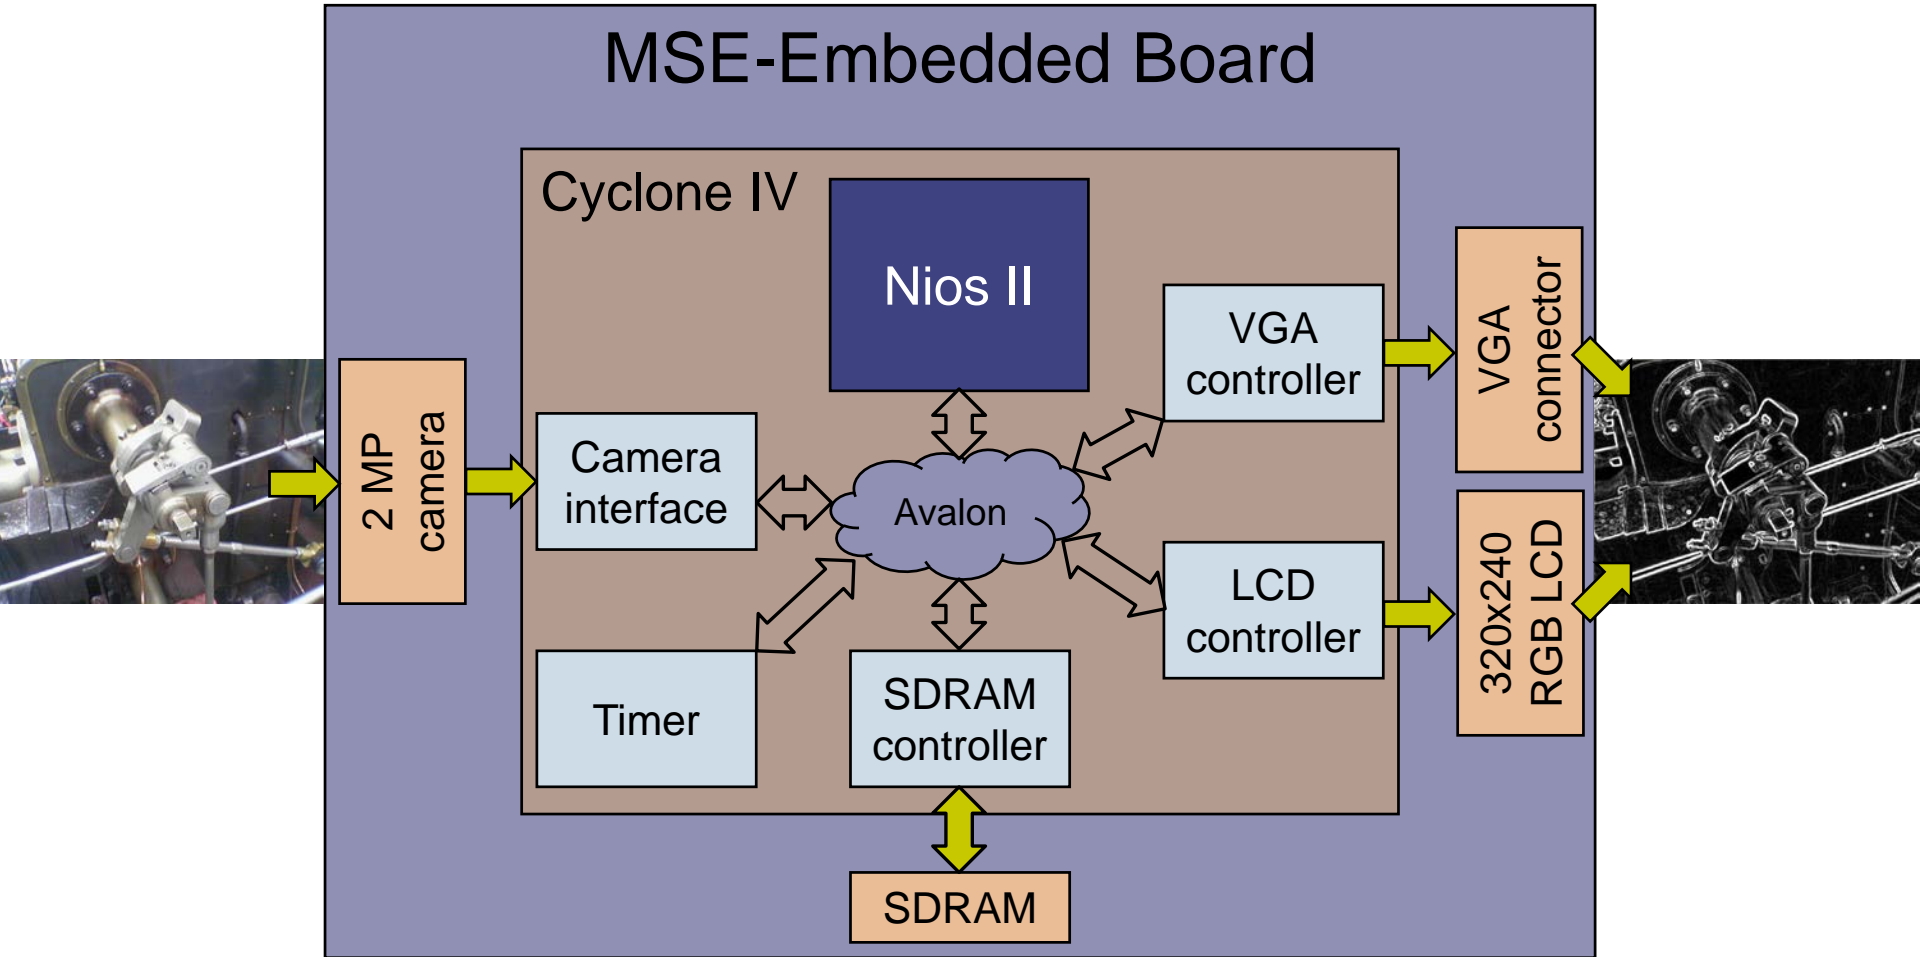 MSE-Embedded Board
Cyclone IV
Nios II
VGA
controller
VGA
connector
2 MP
camera
Camera
interface
Avalon
LCD
controller
320x240
RGB LCD
Timer
SDRAM
controller
SDRAM